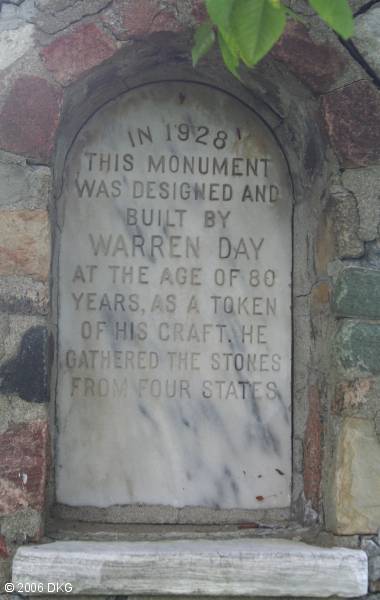 IN 1928
THIS MONUMENT
WAS DESIGNED AND
BUILT BY
WARREN DAY
AT THE AGE OF 80
YEARS, AS A TOKEN
OF HIS CRAFT. HE
GATHERED THE STONES
FROM FOUR STATES
© 2006 DKG